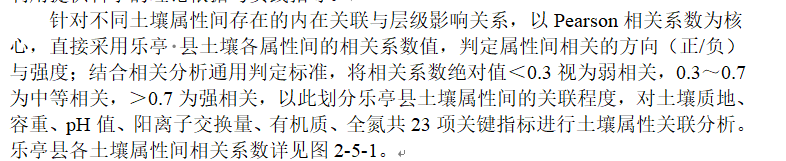 针对不同土壤属性间存在的内在关联与层级影响关系，以 Pearson 相关系数为核
心，直接采用乐亭·县土壤各属性间的相关系数值，判定属性间相关的方向（正/负）
与强度；结合相关分析通用判定标准，将相关系数绝对值＜0.3 视为弱相关，0.3～0.7
为中等相关，＞0.7 为强相关，以此划分乐亭县土壤属性间的关联程度，对土壤质地、
容重、pH 值、阳离子交换量、有机质、全氮共 23 项关键指标进行土壤属性关联分析。
乐亭县各土壤属性间相关系数详见图 2-5-1。